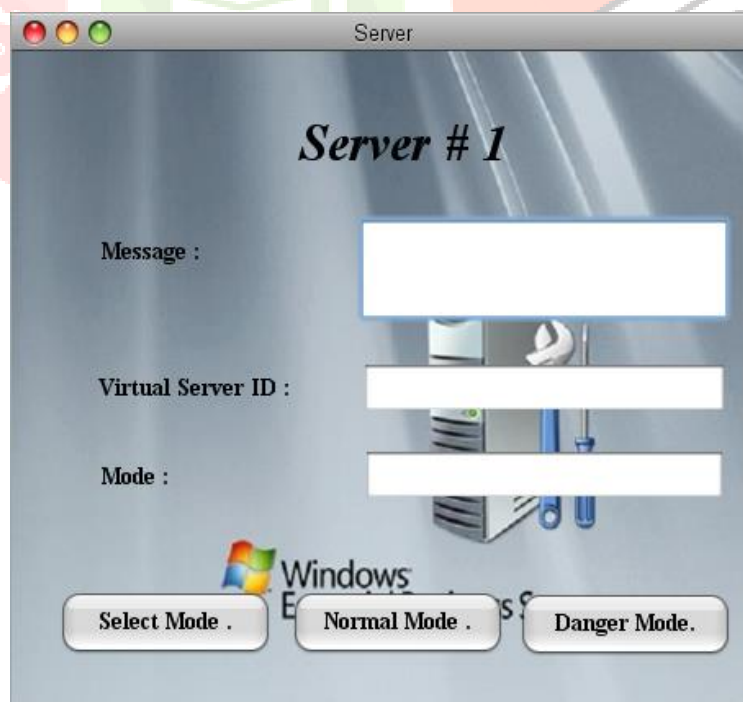 Server
Server # 1
Message :
Virtual Server ID :
Mode :
Windows
Select Mode .
Normal Mode .
Danger Mode.